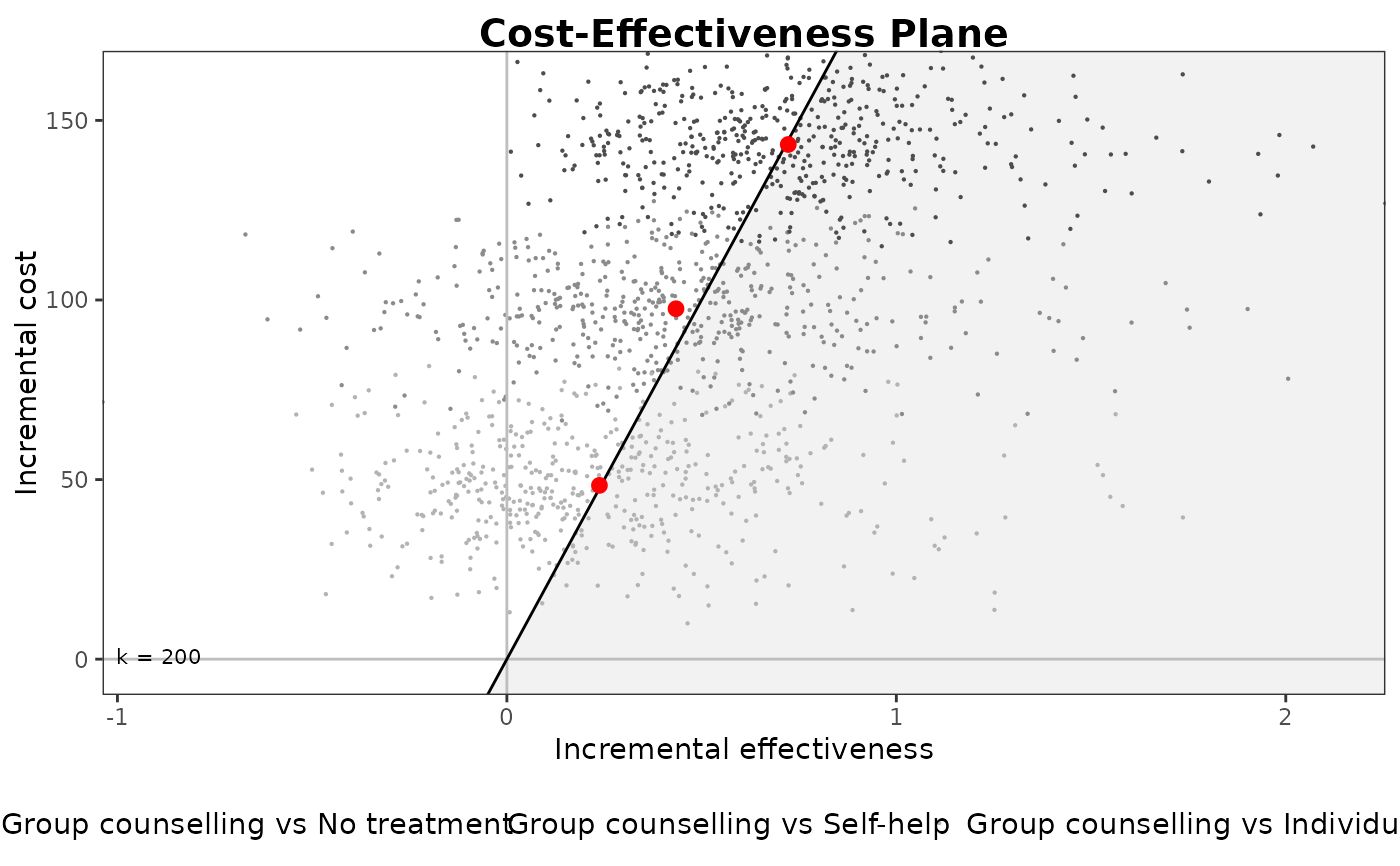 Cost-Effectiveness Plane
Incremental cost
150
100
50
0
k = 200
-1 0 1 2
Incremental effectiveness
Group counselling vs No treatment Group counselling vs Self-help Group counselling vs Individu